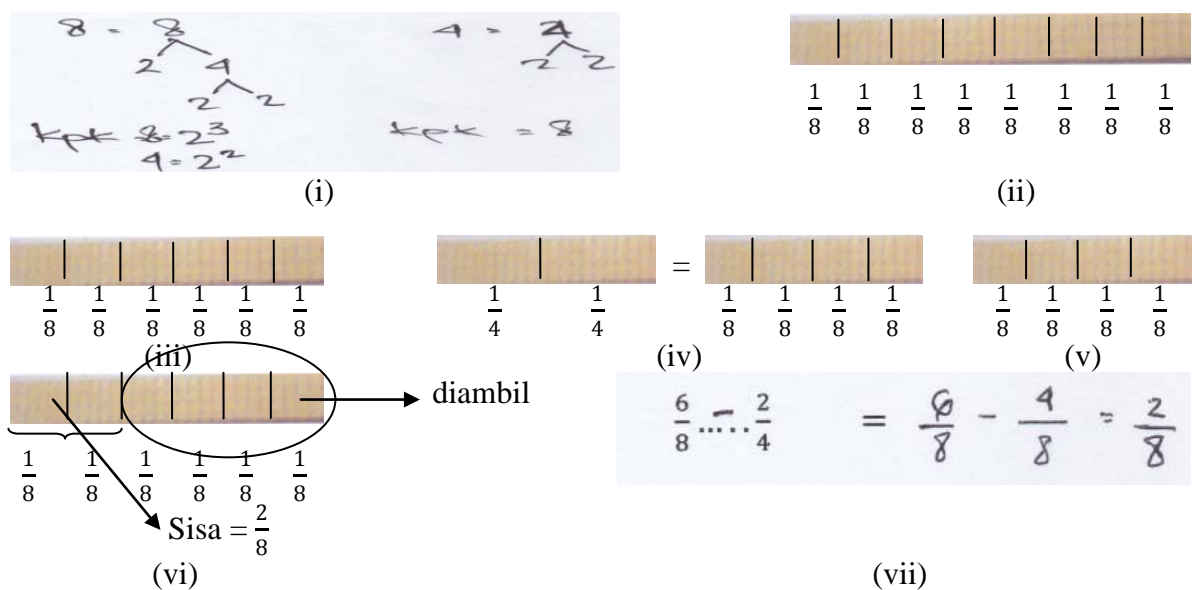 8 = 8 4 = 4
2 4 2 2
2 2
kpk 8 = 2³ kpk = 8
4 = 2²
(i)
1/8 1/8 1/8 1/8 1/8 1/8 1/8 1/8
(ii)
1/8 1/8 1/8 1/8 1/8 1/8
(iii)
1/4 1/4 = 1/8 1/8 1/8 1/8
(iv)
1/8 1/8 1/8 1/8
(v)
diambil
1/8 1/8 1/8 1/8 1/8 1/8
Sisa = 2/8
(vi)
6/8 ..-... 2/4 = 6/8 - 4/8 = 2/8
(vii)